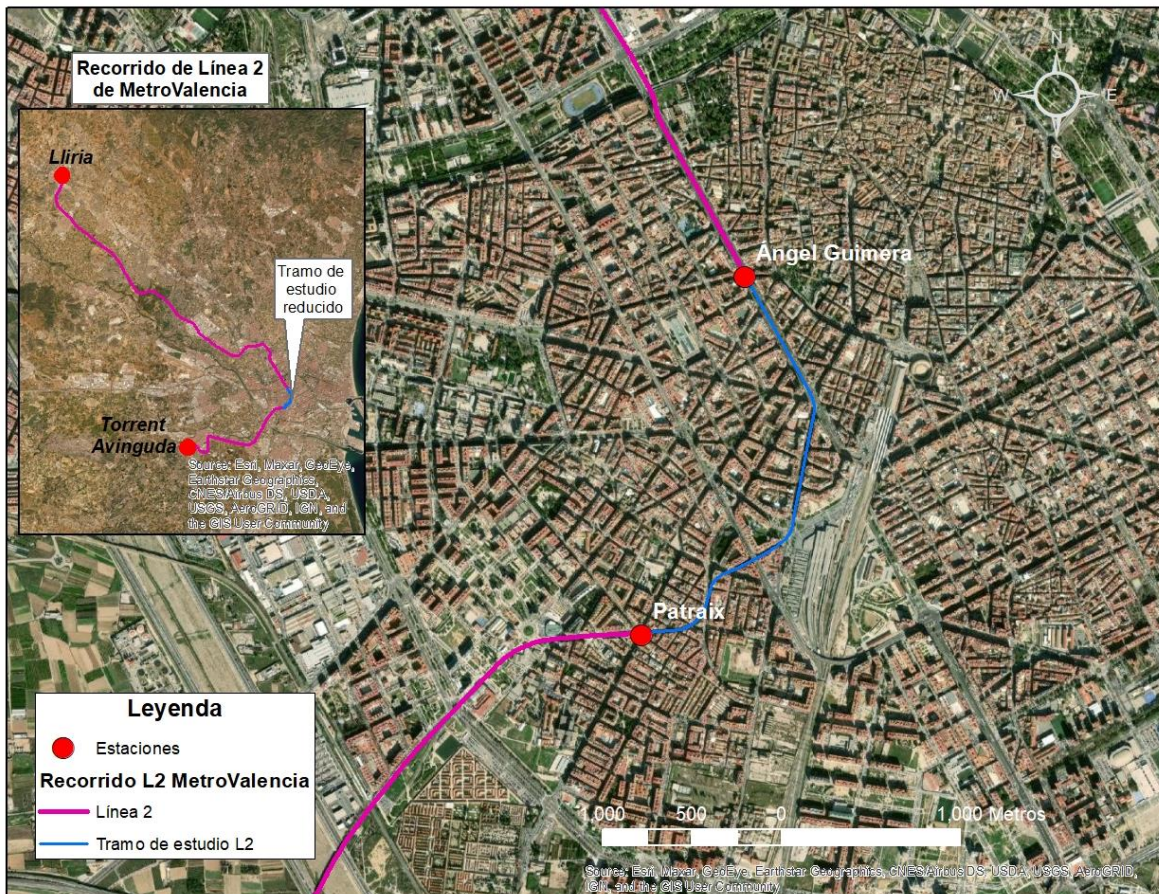 Recorrido de Línea 2
de MetroValencia
Lliria
Tramo de
estudio
reducido
Torrent
Avinguda
Source: Esri, Maxar, GeoEye,
Earthstar Geographics,
CNES/Airbus DS, USDA,
USGS, AeroGRID, IGN, and
the GIS User Community
N
W
E
S
Ángel Guimera
Patraix
Leyenda
Estaciones
Recorrido L2 MetroValencia
Línea 2
Tramo de estudio L2
1.000 500 0 1.000 Metros
Source: Esri, Maxar, GeoEye, Earthstar Geographics, CNES/Airbus DS, USDA, USGS, AeroGRID,
IGN, and the GIS User Community